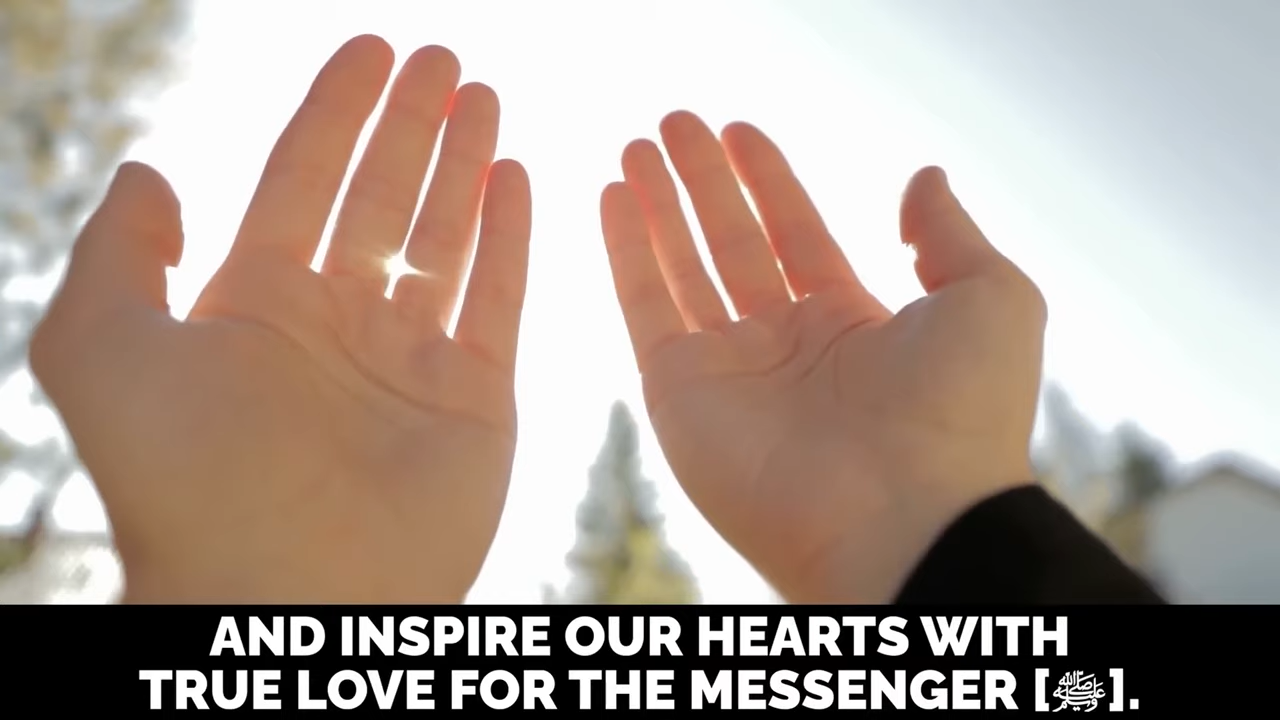 AND INSPIRE OUR HEARTS WITH
TRUE LOVE FOR THE MESSENGER [ﷺ].